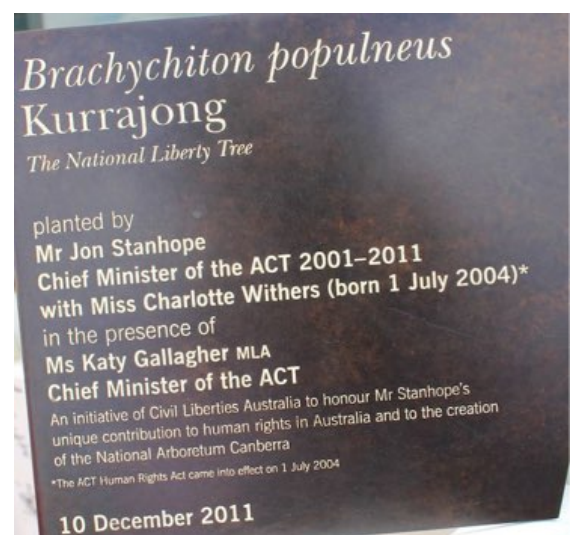 Brachychiton populneus
Kurrajong
The National Liberty Tree
planted by
Mr Jon Stanhope
Chief Minister of the ACT 2001–2011
with Miss Charlotte Withers (born 1 July 2004)*
in the presence of
Ms Katy Gallagher MLA
Chief Minister of the ACT
An initiative of Civil Liberties Australia to honour Mr Stanhope's
unique contribution to human rights in Australia and to the creation
of the National Arboretum Canberra
*The ACT Human Rights Act came into effect on 1 July 2004
10 December 2011